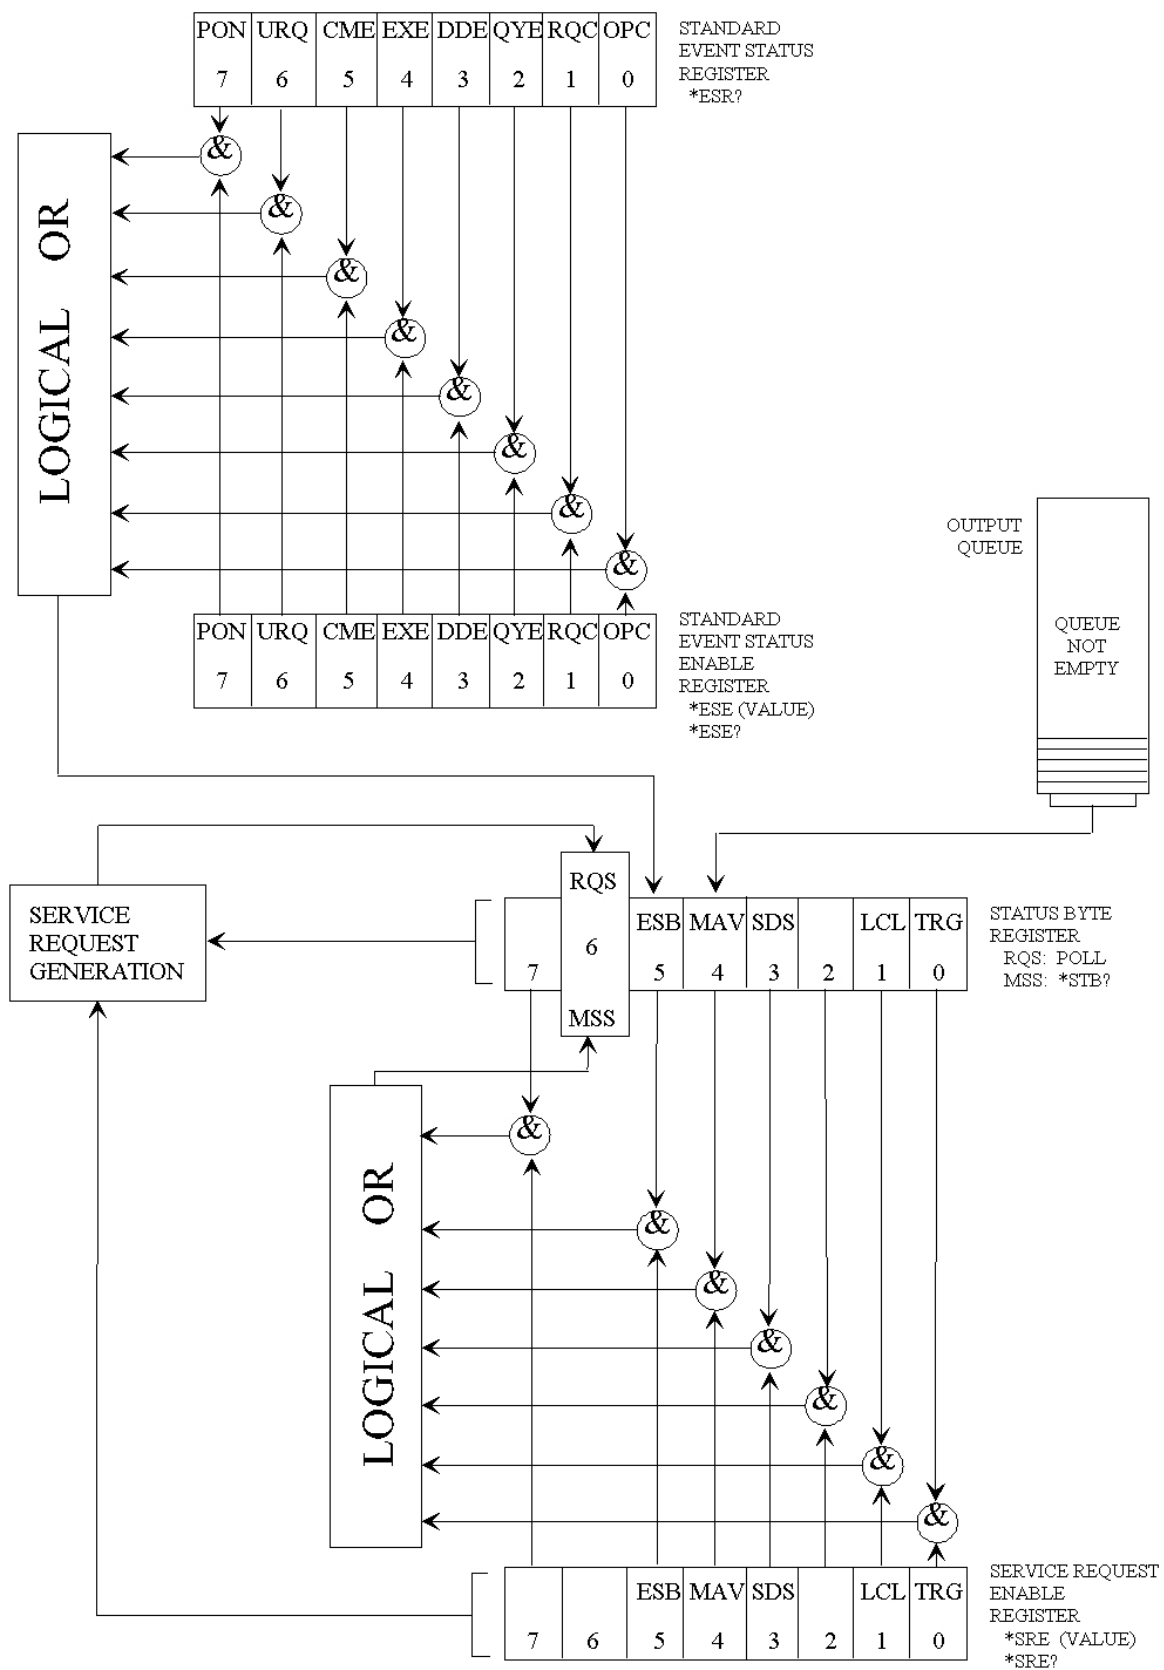 PON URQ CME EXE DDE QYE RQC OPC
7 6 5 4 3 2 1 0
STANDARD
EVENT STATUS
REGISTER
*ESR?
&
&
&
&
&
&
&
&
LOGICAL OR
PON URQ CME EXE DDE QYE RQC OPC
7 6 5 4 3 2 1 0
STANDARD
EVENT STATUS
ENABLE
REGISTER
*ESE (VALUE)
*ESE?
OUTPUT
QUEUE
QUEUE
NOT
EMPTY
SERVICE
REQUEST
GENERATION
RQS
ESB MAV SDS LCL TRG
7 6 5 4 3 2 1 0
MSS
STATUS BYTE
REGISTER
RQS: POLL
MSS: *STB?
&
&
&
&
&
&
&
LOGICAL OR
ESB MAV SDS LCL TRG
7 6 5 4 3 2 1 0
SERVICE REQUEST
ENABLE
REGISTER
*SRE (VALUE)
*SRE?